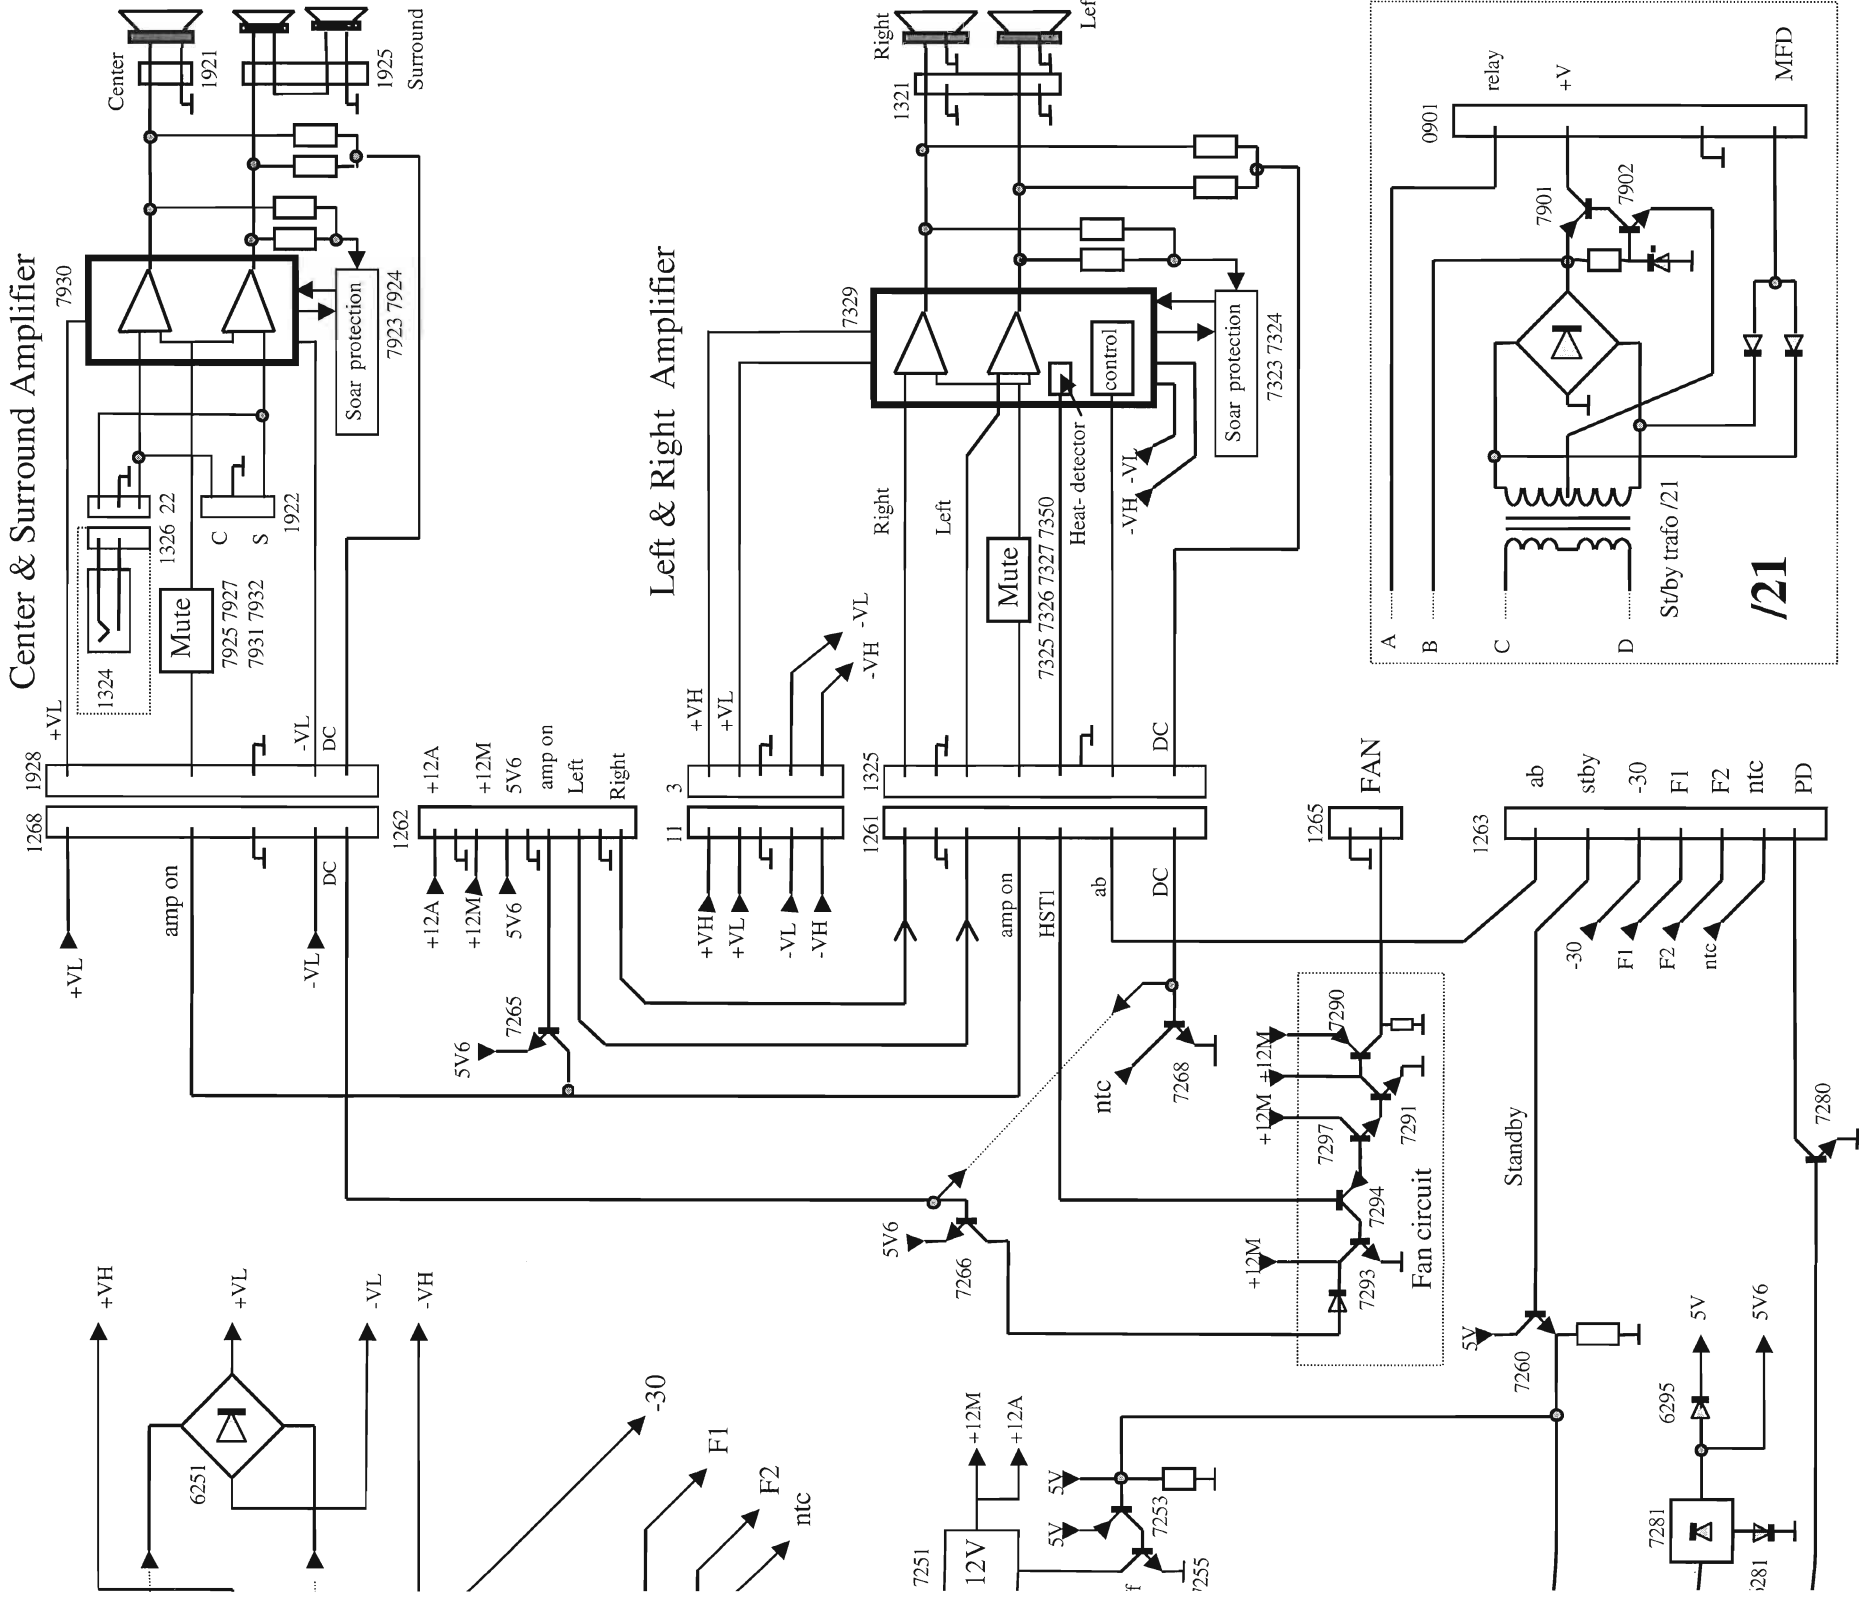 Center & Surround Amplifier
Center
1921
1925
Surround
7930
Soar protection
7923 7924
1326
22
C
S
1922
1324
Mute
7925 7927
7931 7932
+VL
-VL
DC
1928
1268
+VL
amp on
-VL
DC
Left & Right Amplifier
Right
1321
7329
control
Soar protection
7323 7324
Heat- detector
-VL
-VH
Right
Left
Mute
7325 7326 7327 7350
+VH
+VL
-VL
-VH
DC
+12A
+12M
5V6
amp on
Left
Right
1262
+12A
+12M
5V6
3
11
+VH
+VL
-VL
-VH
1325
1261
amp on
HST1
ab
DC
5V6
7265
ntc
7268
5V6
7266
relay
+V
MFD
0901
7901
7902
St/by trafo /21
A
B
C
D
/21
FAN
1265
ab
stby
-30
F1
F2
ntc
PD
1263
-30
F1
F2
ntc
+12M
+12M
+12M
7290
7291
7297
7294
7293
Fan circuit
Standby
7280
5V
7260
+VH
+VL
-VL
-VH
6251
-30
F1
F2
ntc
+12M
+12A
7251
12V
5V
5V
7253
7255
5V
5V6
6295
7281